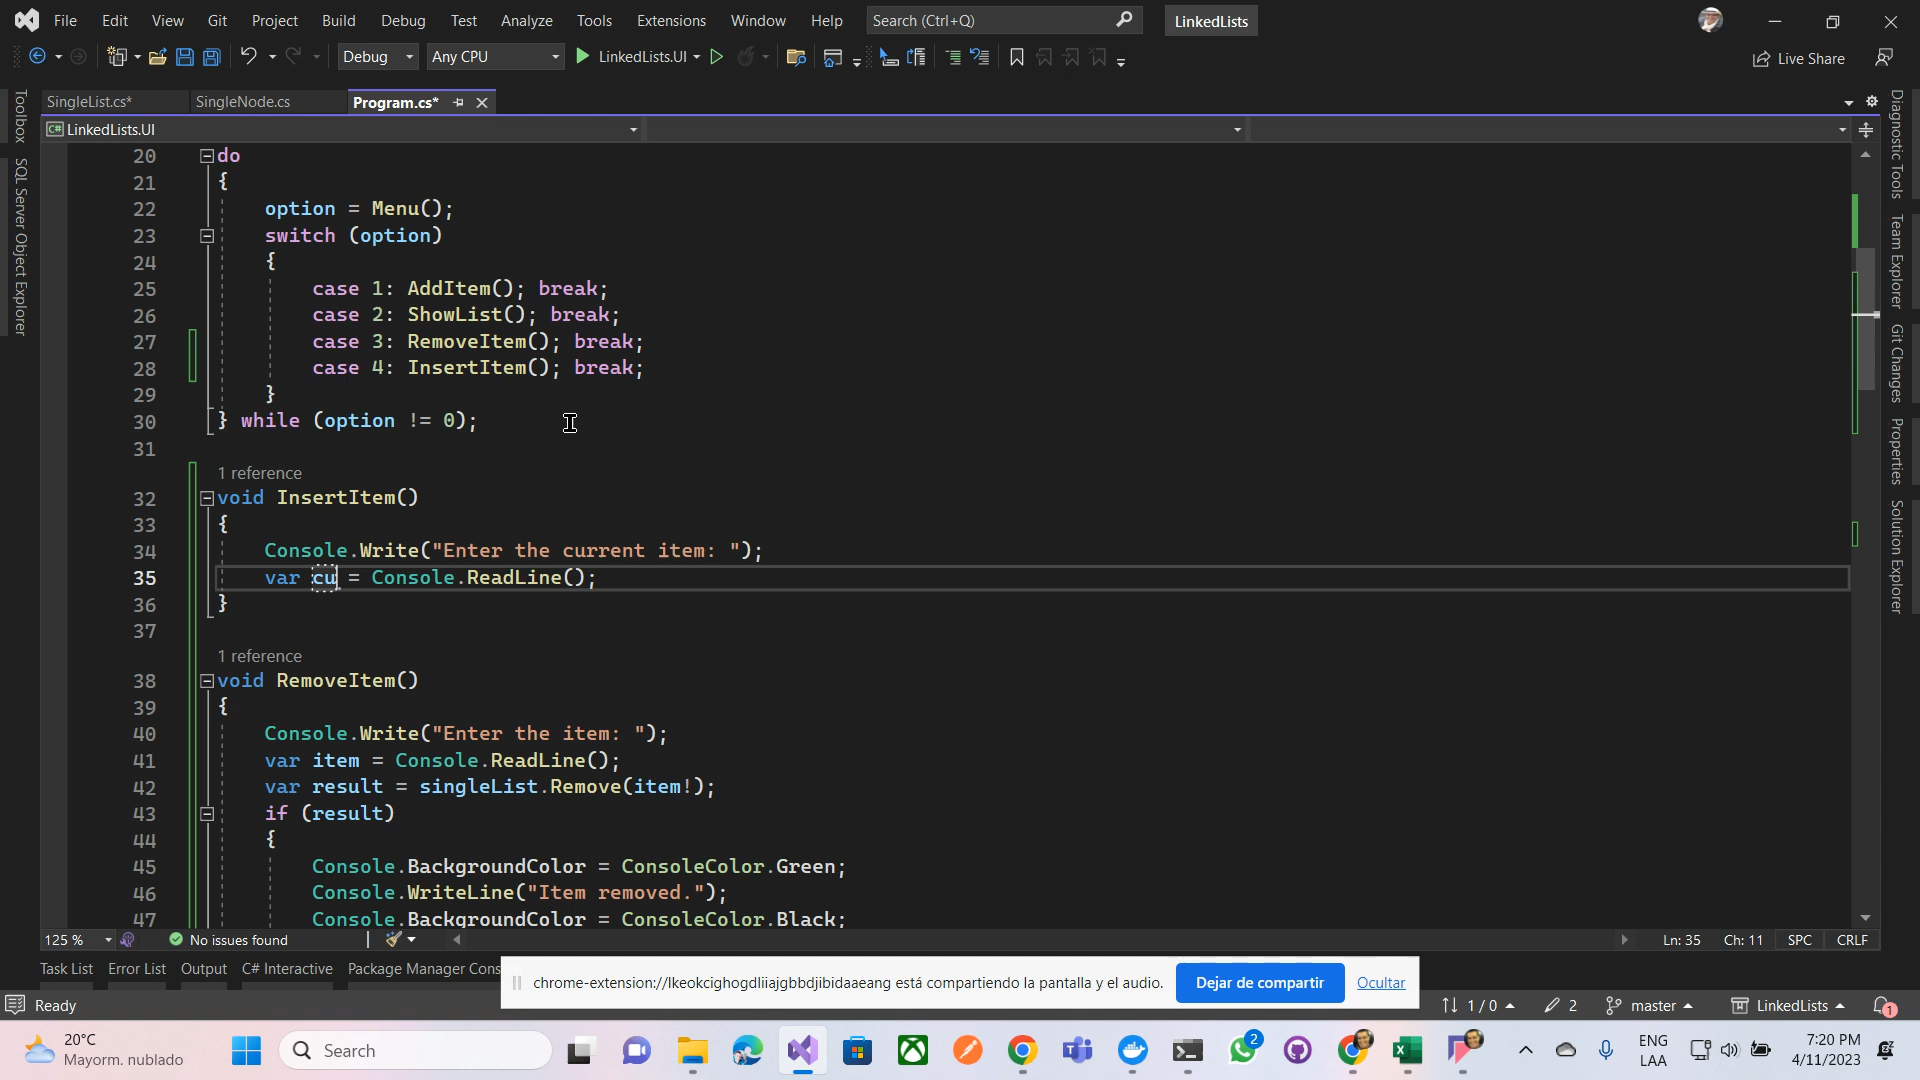 File Edit View Git Project Build Debug Test Analyze Tools Extensions Window Help Search (Ctrl+Q) LinkedLists
Debug Any CPU LinkedLists.UI Live Share
SingleList.cs* SingleNode.cs Program.cs*
C# LinkedLists.UI
Toolbox
SQL Server Object Explorer
20 do
21 {
22 option = Menu();
23 switch (option)
24 {
25 case 1: AddItem(); break;
26 case 2: ShowList(); break;
27 case 3: RemoveItem(); break;
28 case 4: InsertItem(); break;
29 }
30 } while (option != 0);
31
1 reference
32 void InsertItem()
33 {
34 Console.Write("Enter the current item: ");
35 var cu = Console.ReadLine();
36 }
37
1 reference
38 void RemoveItem()
39 {
40 Console.Write("Enter the item: ");
41 var item = Console.ReadLine();
42 var result = singleList.Remove(item!);
43 if (result)
44 {
45 Console.BackgroundColor = ConsoleColor.Green;
46 Console.WriteLine("Item removed.");
47 Console.BackgroundColor = ConsoleColor.Black;
Diagnostic Tools
Team Explorer
Git Changes
Properties
Solution Explorer
125 % No issues found Ln: 35 Ch: 11 SPC CRLF
Task List Error List Output C# Interactive Package Manager Cons
chrome-extension://lkeokcighogdliiajgbbdjibidaaeang está compartiendo la pantalla y el audio. Dejar de compartir Ocultar
Ready 1 / 0 2 master LinkedLists 1
20°C
Mayorm. nublado
Search
2
ENG
LAA
7:20 PM
4/11/2023